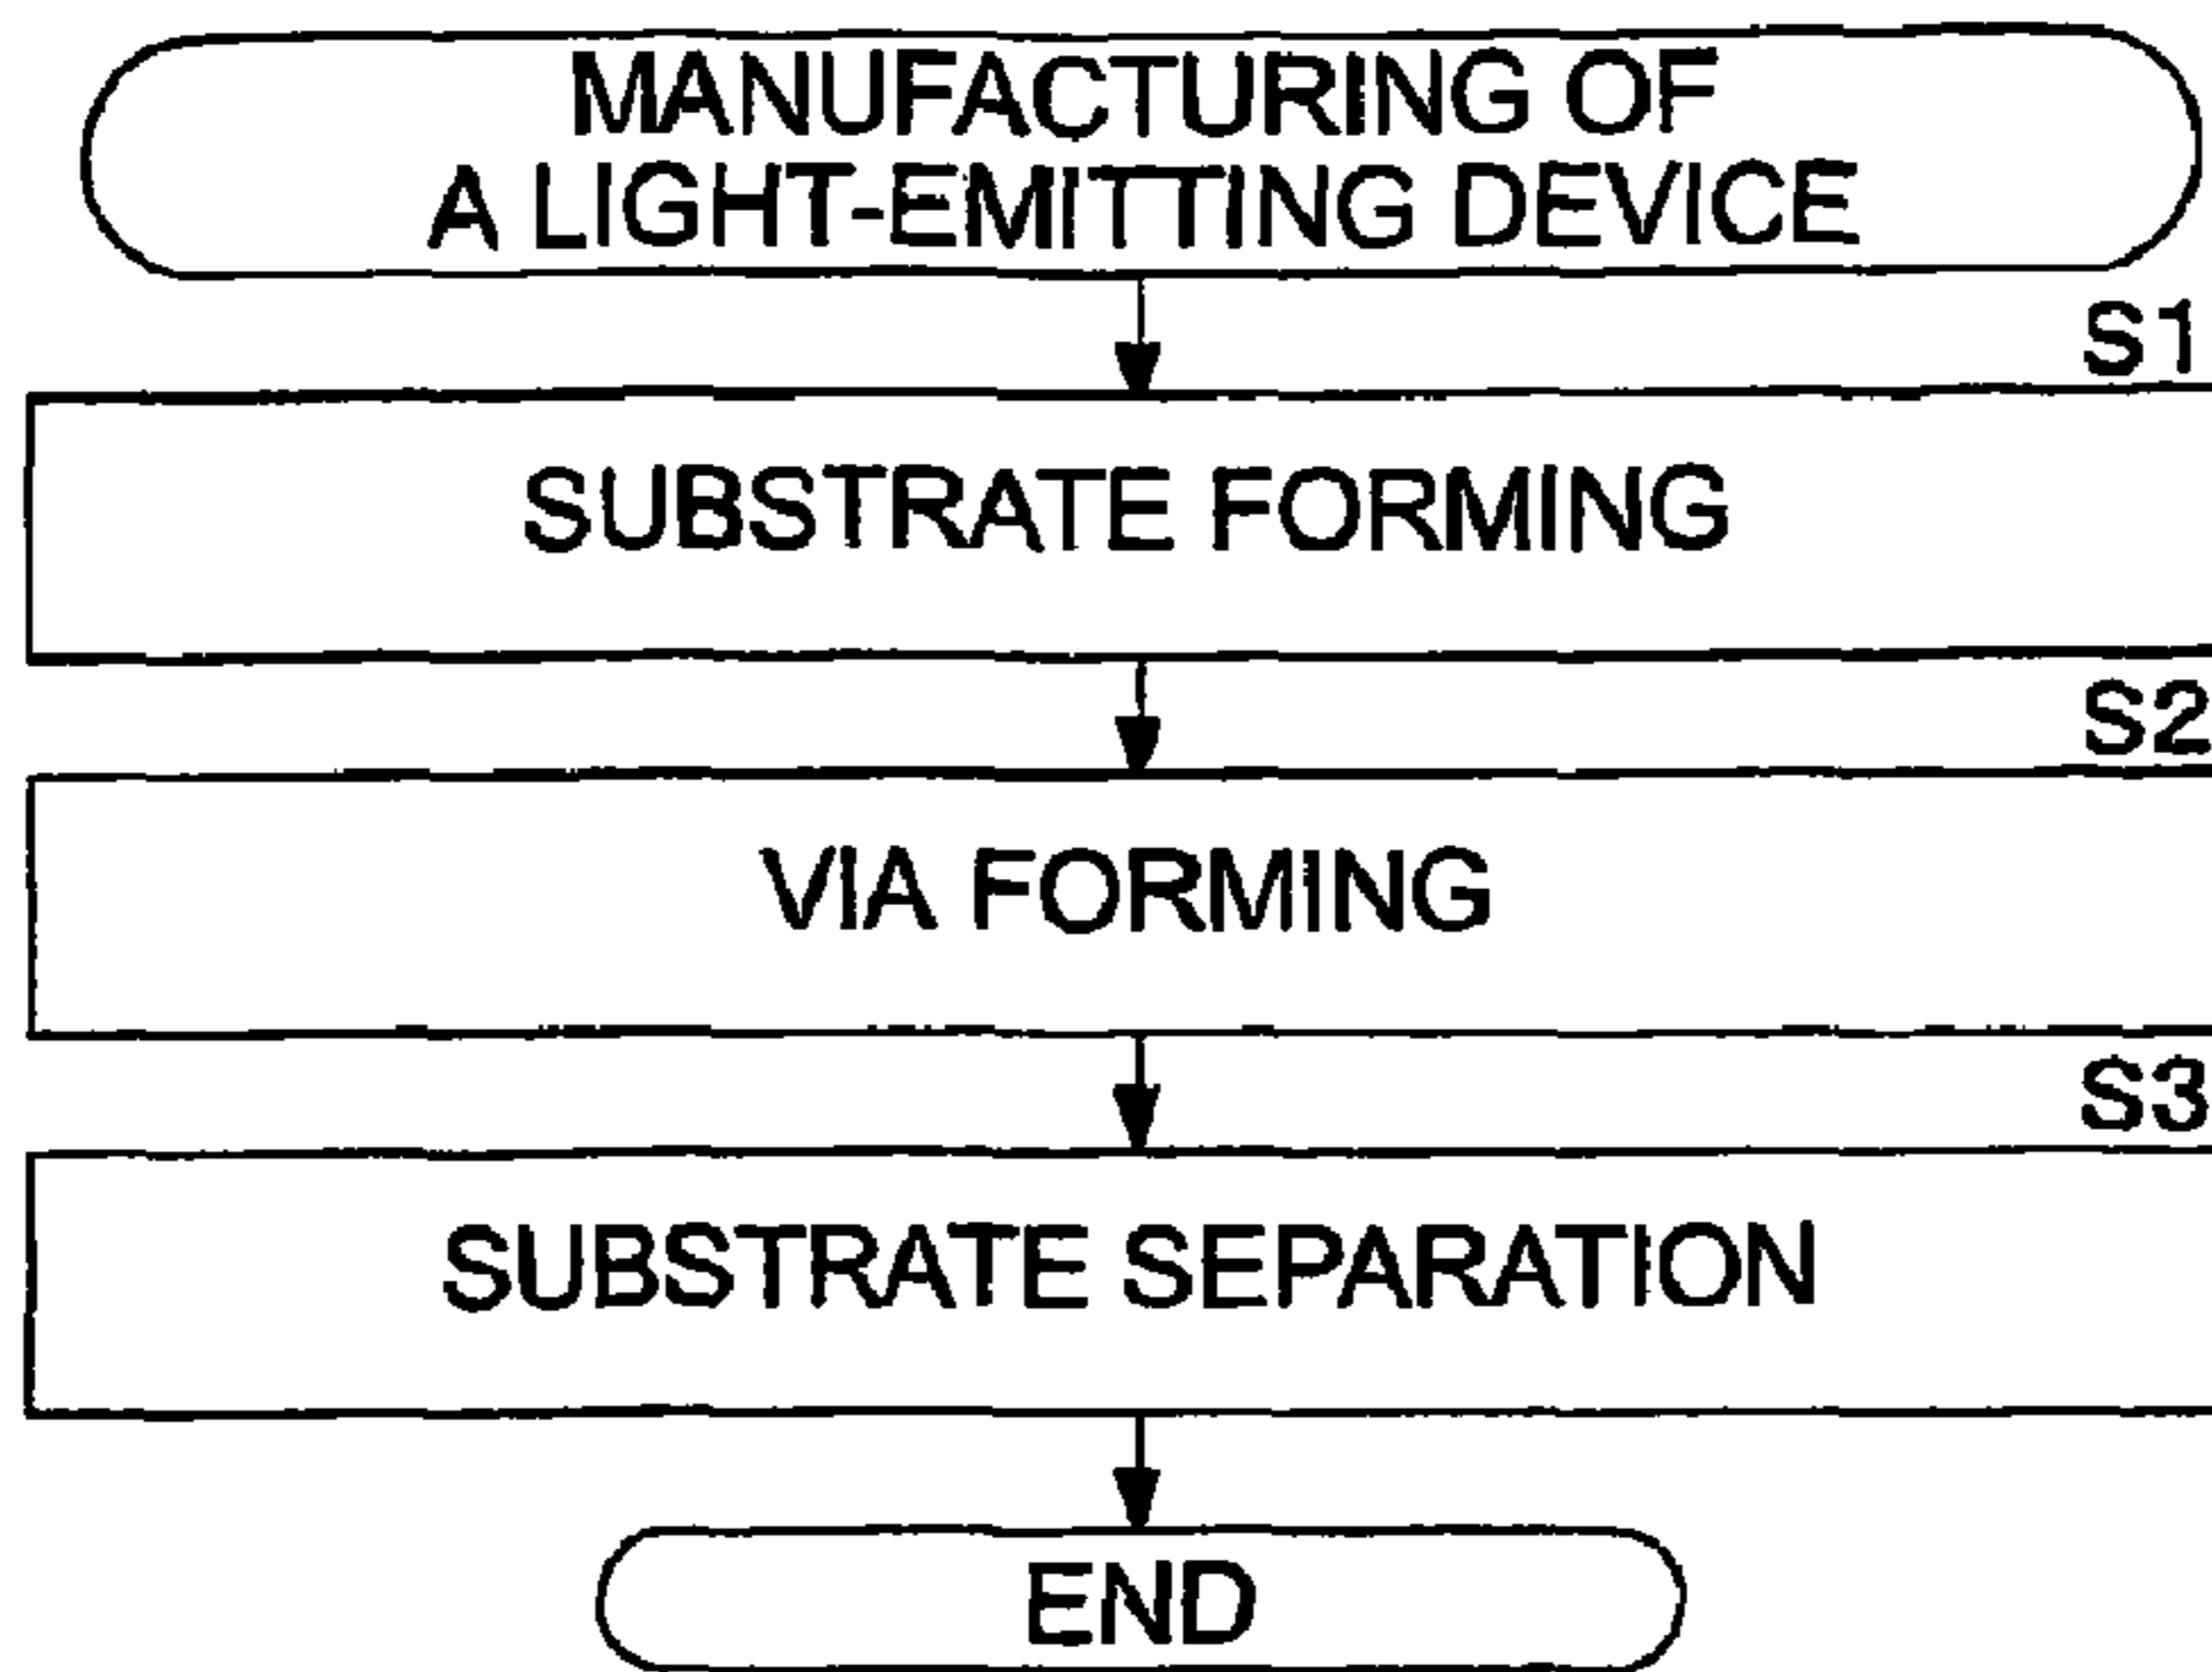 MANUFACTURING OF
A LIGHT-EMITTING DEVICE
S1
SUBSTRATE FORMING
S2
VIA FORMING
S3
SUBSTRATE SEPARATION
END